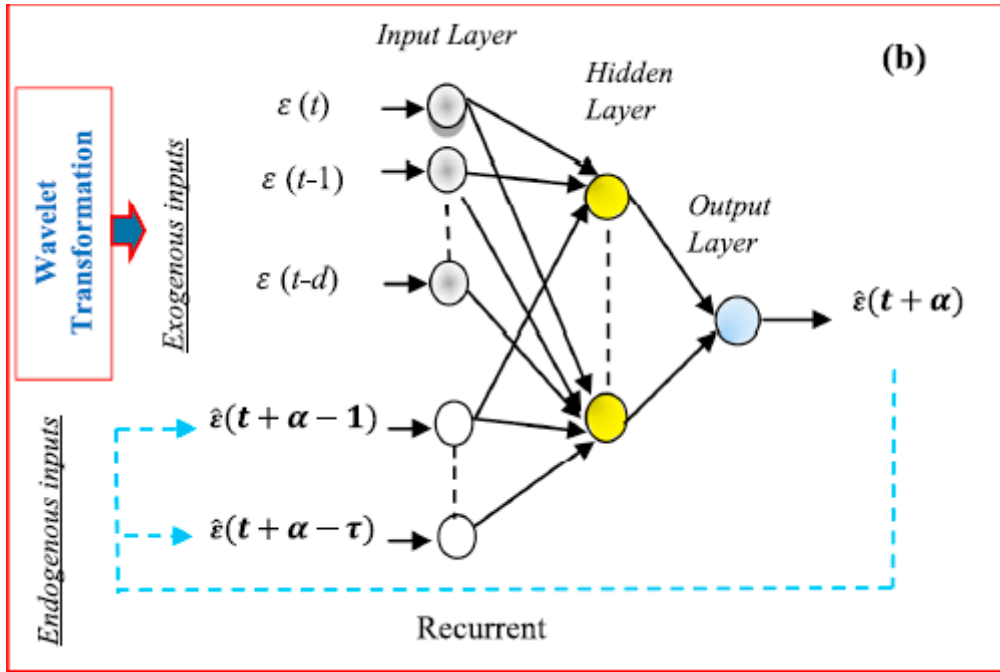 Input Layer
(b)
Hidden
Layer
ε (t)
Wavelet
Transformation
Exogenous inputs
ε (t-1)
Output
Layer
ε (t-d)
ε̂(t + α)
ε̂(t + α − 1)
Endogenous inputs
ε̂(t + α − τ)
Recurrent